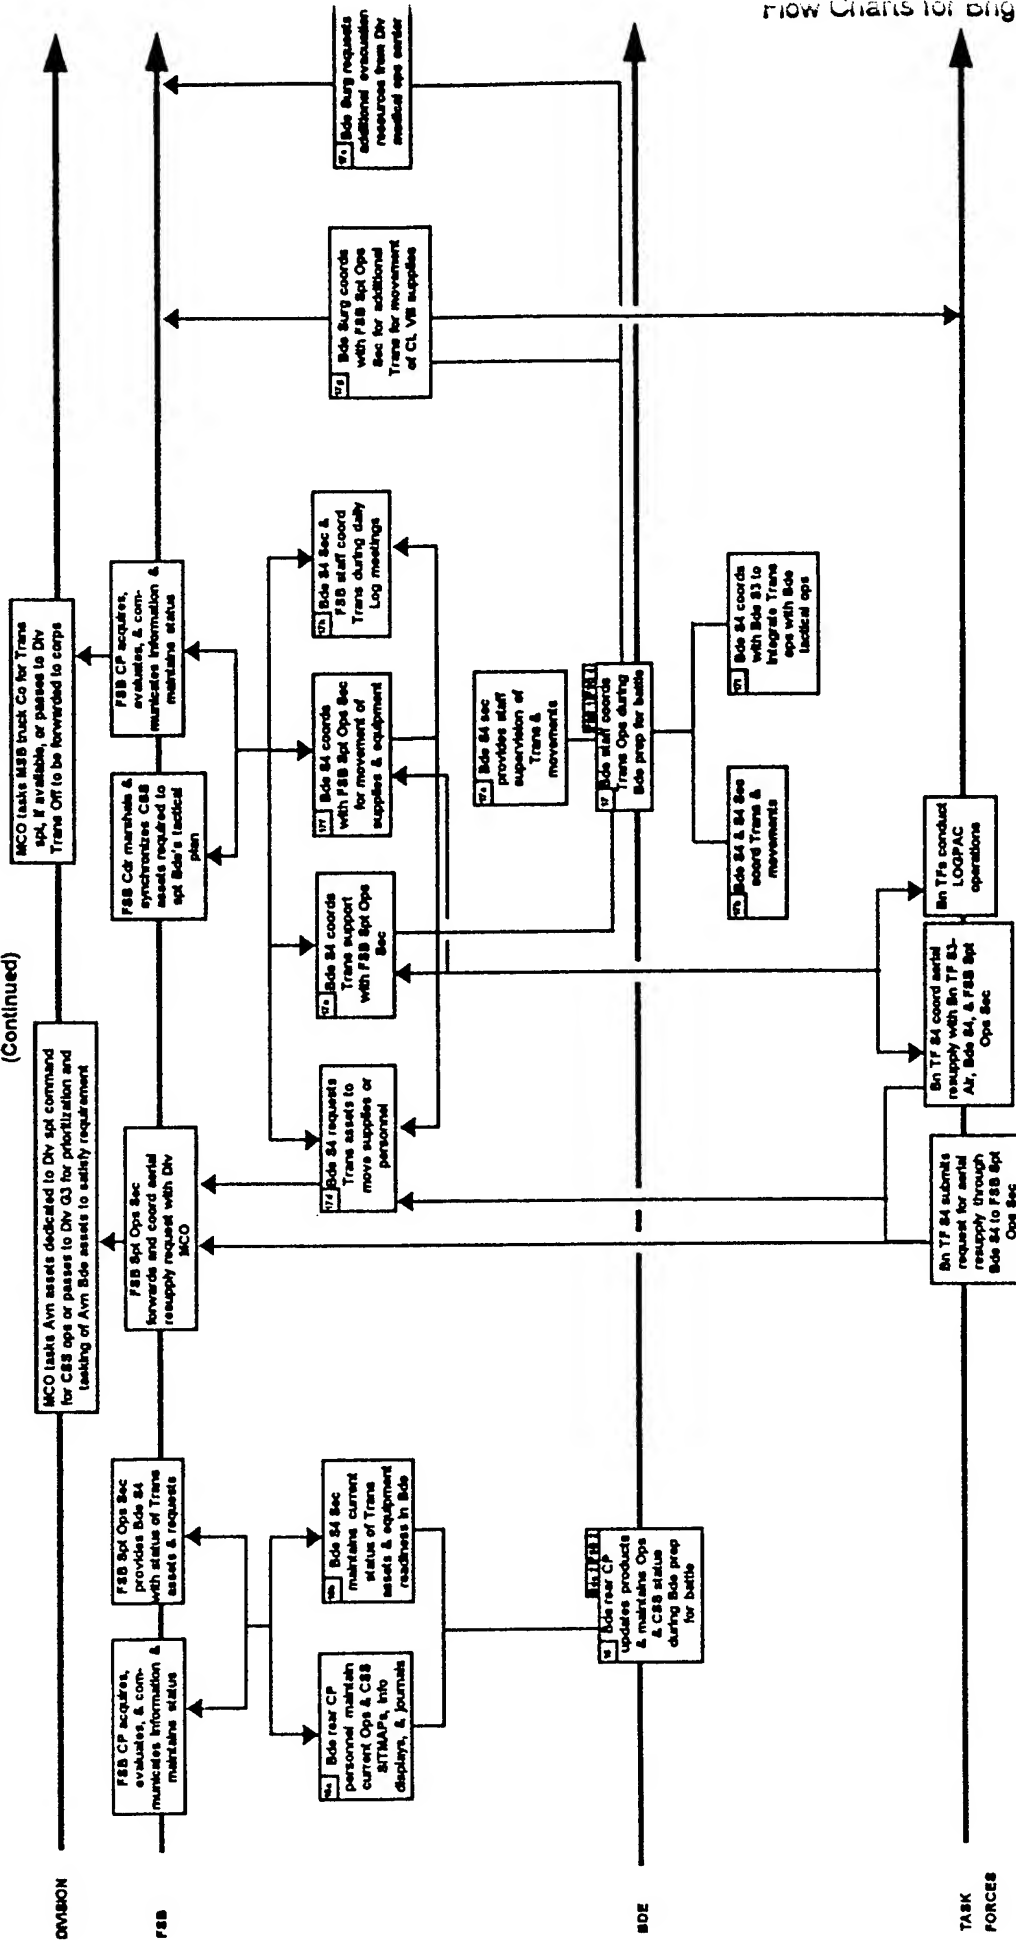 Flow Charts for Brig
(Continued)
DIVISION
MCO tasks Avn assets dedicated to Div spt command
for CSS ops or passes to Div G3 for prioritization and
tasking of Avn Bde assets to satisfy requirement
MCO tasks MSB truck Co for Trans
spt, if available, or passes to Div
Trans Off to be forwarded to corps
FSB
FSB CP acquires,
evaluates, & com-
municates information &
maintains status
FSB Spt Ops Sec
provides Bde S4
with status of Trans
assets & requests
FSB Spt Ops Sec
forwards and coord aerial
resupply request with Div
MCO
FSB Cdr marshals &
synchronizes CSS
assets required to
spt Bde's tactical
plan
FSB CP acquires,
evaluates, & com-
municates information &
maintains status
16a Bde rear CP
personnel maintain
current Ops & CSS
SITMAPs, info
displays, & journals
16b Bde S4 Sec
maintains current
status of Trans
assets & equipment
readiness in Bde
17d Bde S4 requests
Trans assets to
move supplies or
personnel
17e Bde S4 coords
Trans support
with FSB Spt Ops
Sec
17f Bde S4 coords
with FSB Spt Ops Sec
for movement of
supplies & equipment
17h Bde S4 Sec &
FSB staff coord
Trans during daily
Log meetings
17g Bde Surg coords
with FSB Spt Ops
Sec for additional
Trans for movement
of CL VIII supplies
Bde Surg requests
additional evacuation
resources from Div
medical ops center
17a Bde S4 sec
provides staff
supervision of
Trans &
movements
BDE
16 Bde rear CP
updates products
& maintains Ops
& CSS status
during Bde prep
for battle
17 Bde staff coords
Trans Ops during
Bde prep for battle
17b Bde S4 & S4 Sec
coord Trans &
movements
Bde S4 coords
with Bde S3 to
integrate Trans
ops with Bde
tactical ops
TASK
FORCES
Bn TF S4 submits
request for aerial
resupply through
Bde S4 to FSB Spt
Ops Sec
Bn TF S4 coord aerial
resupply with Bn TF S3-
Air, Bde S4, & FSB Spt
Ops Sec
Bn TFs conduct
LOGPAC
operations